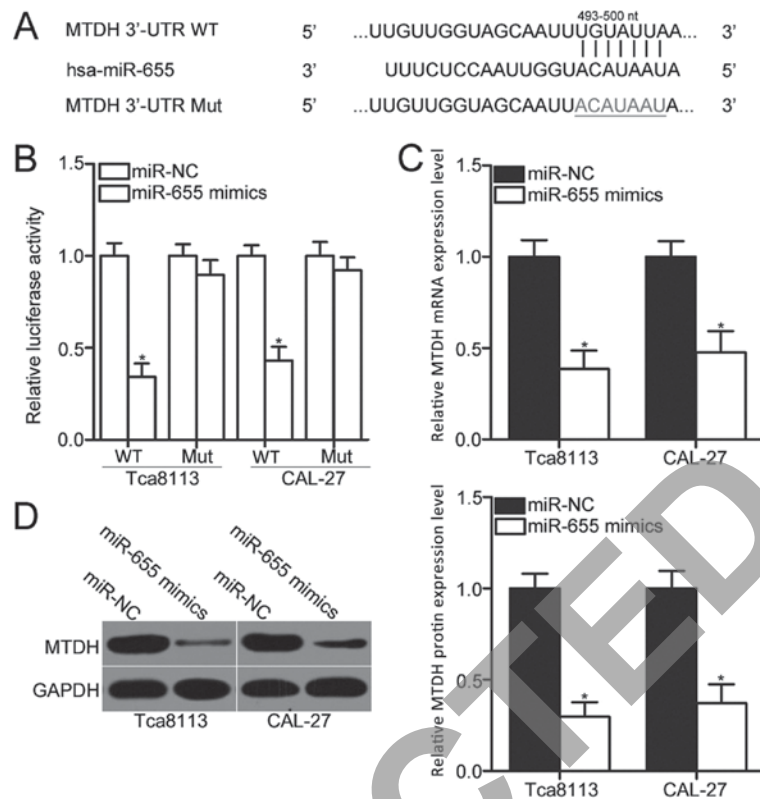 A
493-500 nt
MTDH 3'-UTR WT 5' ...UUGUUGGUAGCAAUUUGUAUUAA... 3'
hsa-miR-655 3' UUUCUCCAAUUGGUACAUAAUA 5'
MTDH 3'-UTR Mut 5' ...UUGUUGGUAGCAAUUACAUAAUA... 3'
B
Relative luciferase activity
1.5
1.0
0.5
0.0
miR-NC
miR-655 mimics
*
*
WT Mut WT Mut
Tca8113 CAL-27
C
Relative MTDH mRNA expression level
1.5
1.0
0.5
0.0
miR-NC
miR-655 mimics
*
*
Tca8113 CAL-27
D
miR-NC
miR-655 mimics
miR-NC
miR-655 mimics
MTDH
GAPDH
Tca8113 CAL-27
Relative MTDH protin expression level
1.5
1.0
0.5
0.0
miR-NC
miR-655 mimics
*
*
Tca8113 CAL-27
CTED